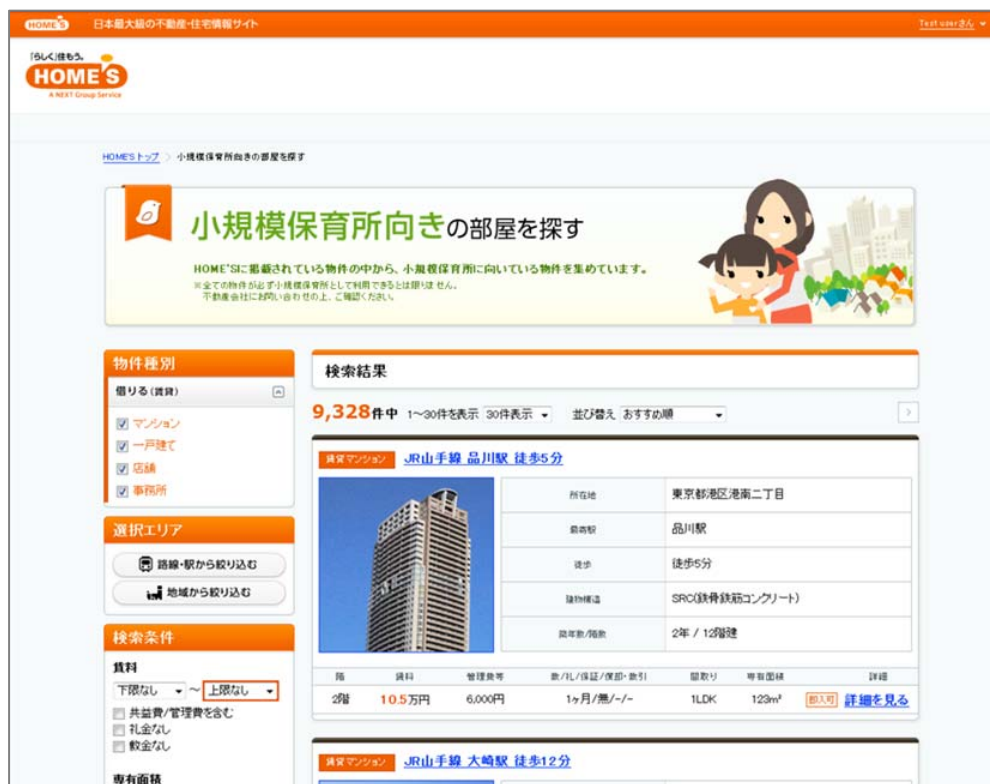 HOME'S 日本最大級の不動産・住宅情報サイト Test userさん
「らしく」住もう。
HOME'S
A NEXT Group Service
HOME'Sトップ > 小規模保育所向きの部屋を探す
小規模保育所向きの部屋を探す
HOME'Sに掲載されている物件の中から、小規模保育所に向いている物件を集めています。
※全ての物件が必ず小規模保育所として利用できるとは限りません。
不動産会社にお問い合わせの上、ご確認ください。
物件種別
借りる(賃貸)
マンション
一戸建て
店舗
事務所
選択エリア
路線・駅から絞り込む
地域から絞り込む
検索条件
賃料
下限なし ～ 上限なし
共益費/管理費を含む
礼金なし
敷金なし
専有面積
検索結果
9,328件中 1～30件を表示 30件表示 並び替え おすすめ順
賃貸マンション JR山手線 品川駅 徒歩5分
所在地 東京都港区港南二丁目
最寄駅 品川駅
徒歩 徒歩5分
建物構造 SRC(鉄骨鉄筋コンクリート)
築年数/階数 2年 / 12階建
階 賃料 管理費等 敷/礼/保証/償却・敷引 間取り 専有面積 詳細
2階 10.5万円 6,000円 1ヶ月/無/-/- 1LDK 123m² 即入可 詳細を見る
賃貸マンション JR山手線 大崎駅 徒歩12分